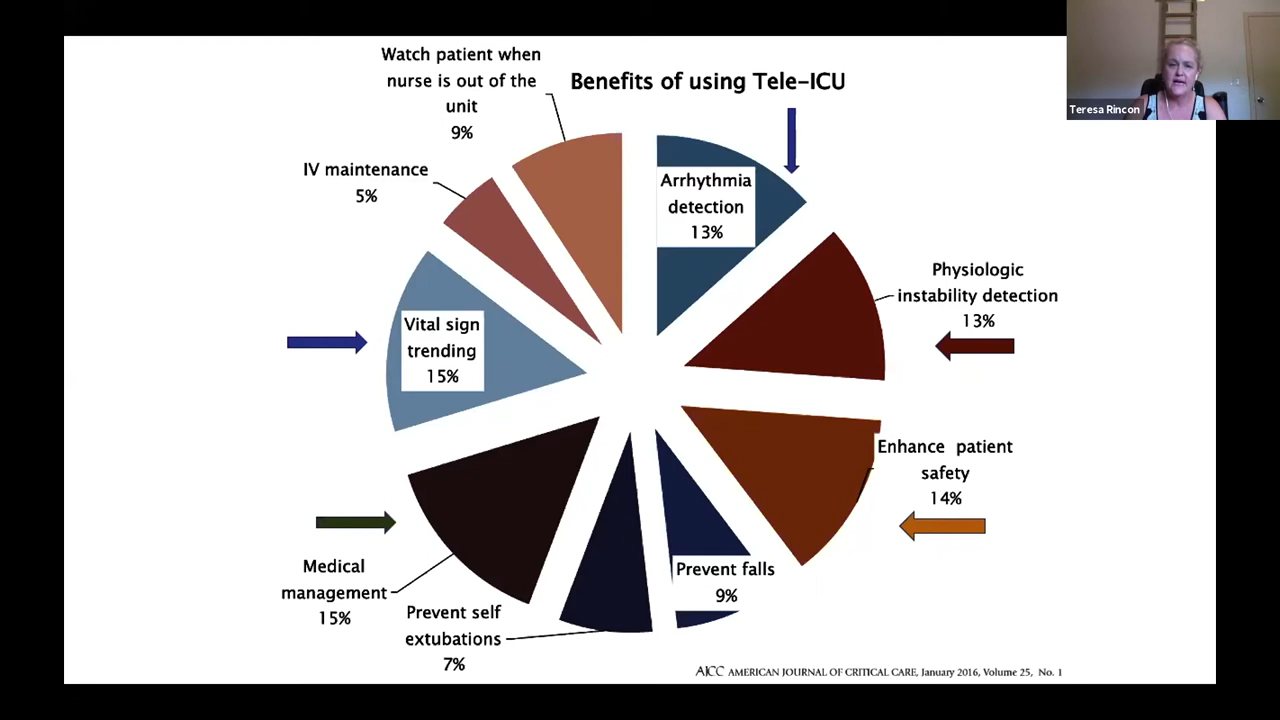 Benefits of using Tele-ICU
Watch patient when
nurse is out of the
unit
9%
IV maintenance
5%
Vital sign
trending
15%
Medical
management
15%
Prevent self
extubations
7%
Prevent falls
9%
Enhance patient
safety
14%
Physiologic
instability detection
13%
Arrhythmia
detection
13%
AJCC AMERICAN JOURNAL OF CRITICAL CARE, January 2016, Volume 25, No. 1
Teresa Rincon